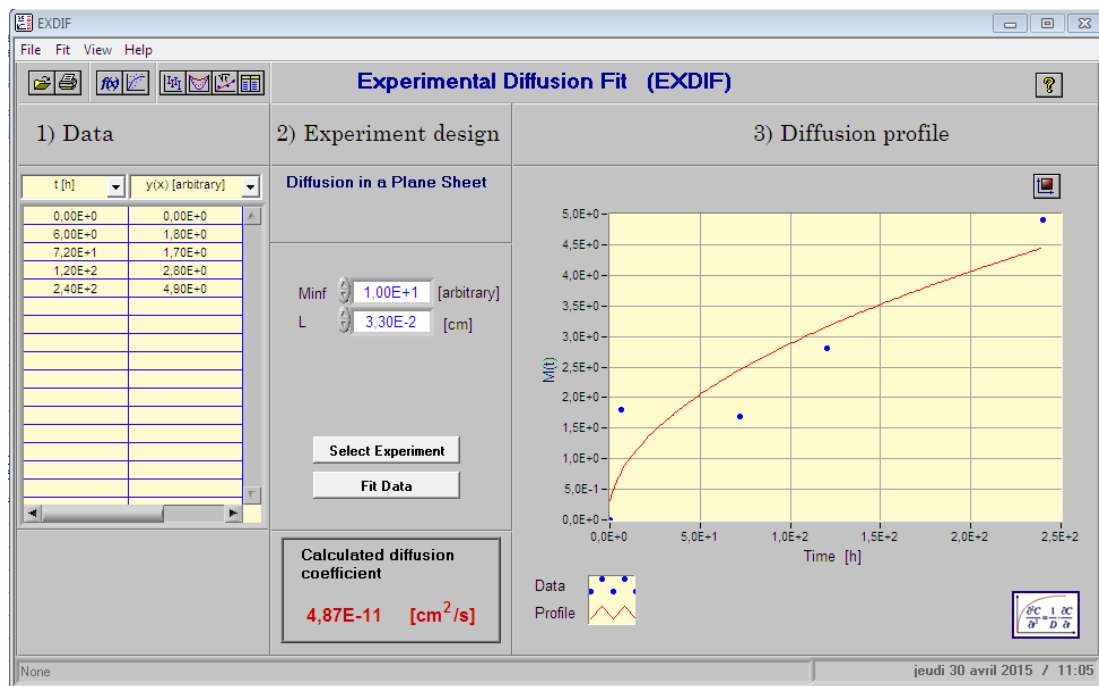 EXDIF
File Fit View Help
f(x)
Experimental Diffusion Fit (EXDIF)
?
1) Data
2) Experiment design
3) Diffusion profile
t [h] y(x) [arbitrary]
0,00E+0 0,00E+0
6,00E+0 1,80E+0
7,20E+1 1,70E+0
1,20E+2 2,80E+0
2,40E+2 4,90E+0
Diffusion in a Plane Sheet
Minf 1,00E+1 [arbitrary]
L 3,30E-2 [cm]
Select Experiment
Fit Data
Calculated diffusion
coefficient
4,87E-11 [cm²/s]
M(t)
5,0E+0
4,5E+0
4,0E+0
3,5E+0
3,0E+0
2,5E+0
2,0E+0
1,5E+0
1,0E+0
5,0E-1
0,0E+0
0,0E+0 5,0E+1 1,0E+2 1,5E+2 2,0E+2 2,5E+2
Time [h]
Data
Profile
None
jeudi 30 avril 2015 / 11:05